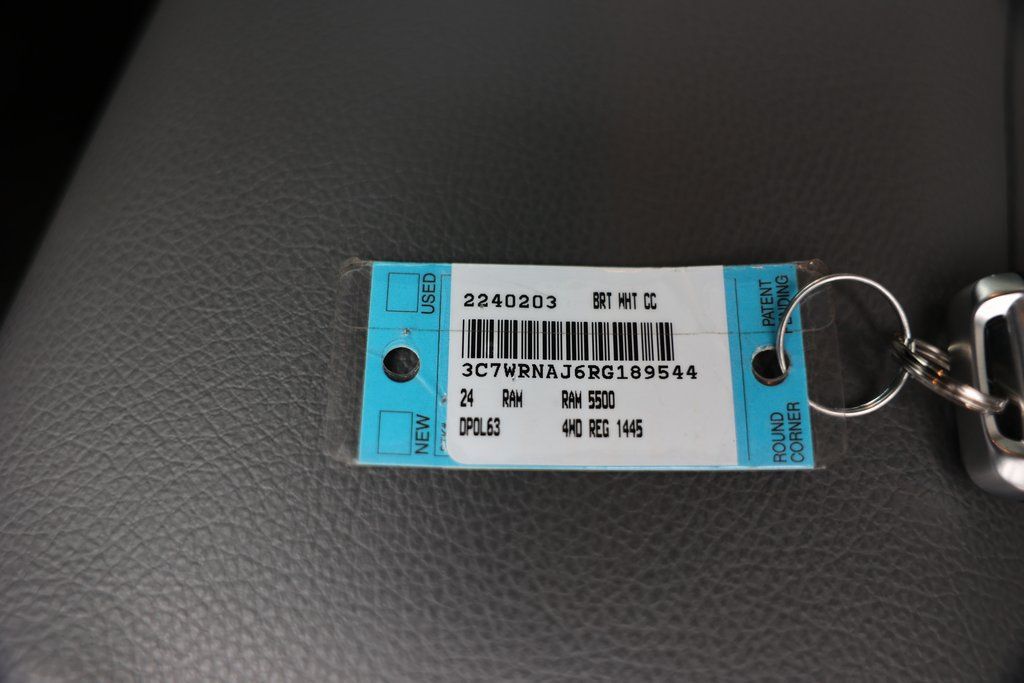 USED
NEW
2240203 BRT WHT CC
3C7WRNAJ6RG189544
24 RAM RAM 5500
DPOL63 4WD REG 1445
PATENT
PENDING
ROUND
CORNER